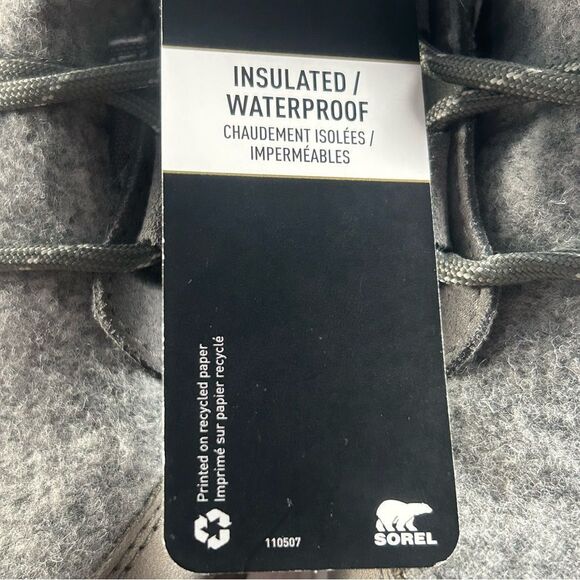 INSULATED /
WATERPROOF
CHAUDEMENT ISOLÉES /
IMPERMÉABLES
Printed on recycled paper
Imprimé sur papier recyclé
110507
SOREL